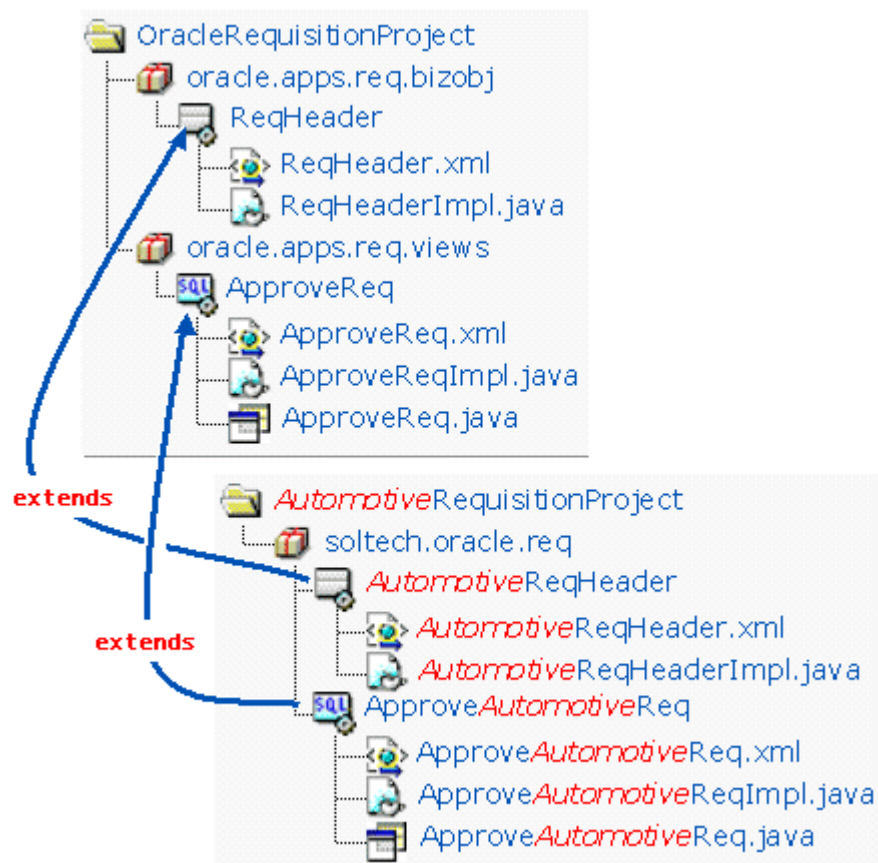 OracleRequisitionProject
oracle.apps.req.bizobj
ReqHeader
ReqHeader.xml
ReqHeaderImpl.java
oracle.apps.req.views
SQL ApproveReq
ApproveReq.xml
ApproveReqImpl.java
ApproveReq.java
extends
AutomotiveRequisitionProject
soltech.oracle.req
AutomotiveReqHeader
AutomotiveReqHeader.xml
extends
AutomotiveReqHeaderImpl.java
SQL ApproveAutomotiveReq
ApproveAutomotiveReq.xml
ApproveAutomotiveReqImpl.java
ApproveAutomotiveReq.java